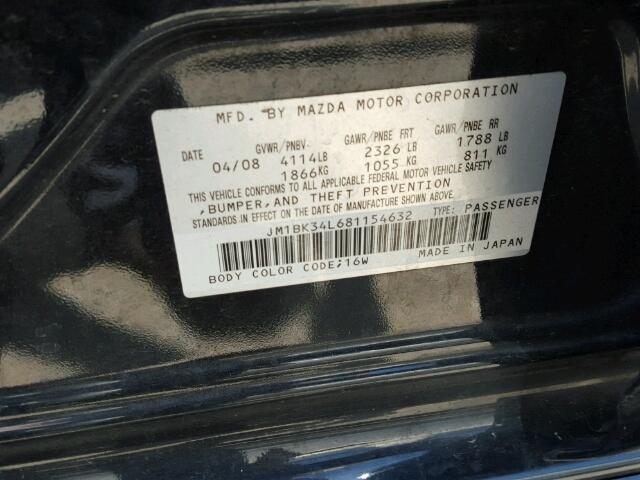 MFD. BY MAZDA MOTOR CORPORATION
DATE GVWR/PNBV GAWR/PNBE FRT GAWR/PNBE RR
04/08 4114LB 2326 LB 1788 LB
1866KG 1055 KG 811 KG
THIS VEHICLE CONFORMS TO ALL APPLICABLE FEDERAL MOTOR VEHICLE SAFETY
,BUMPER,AND THEFT PREVENTION
STANDARDS IN EFFECT ON THE DATE OF MANUFACTURE SHOWN ABOVE.
JM1BK34L681154632 TYPE: PASSENGER
BODY COLOR CODE;16W MADE IN JAPAN